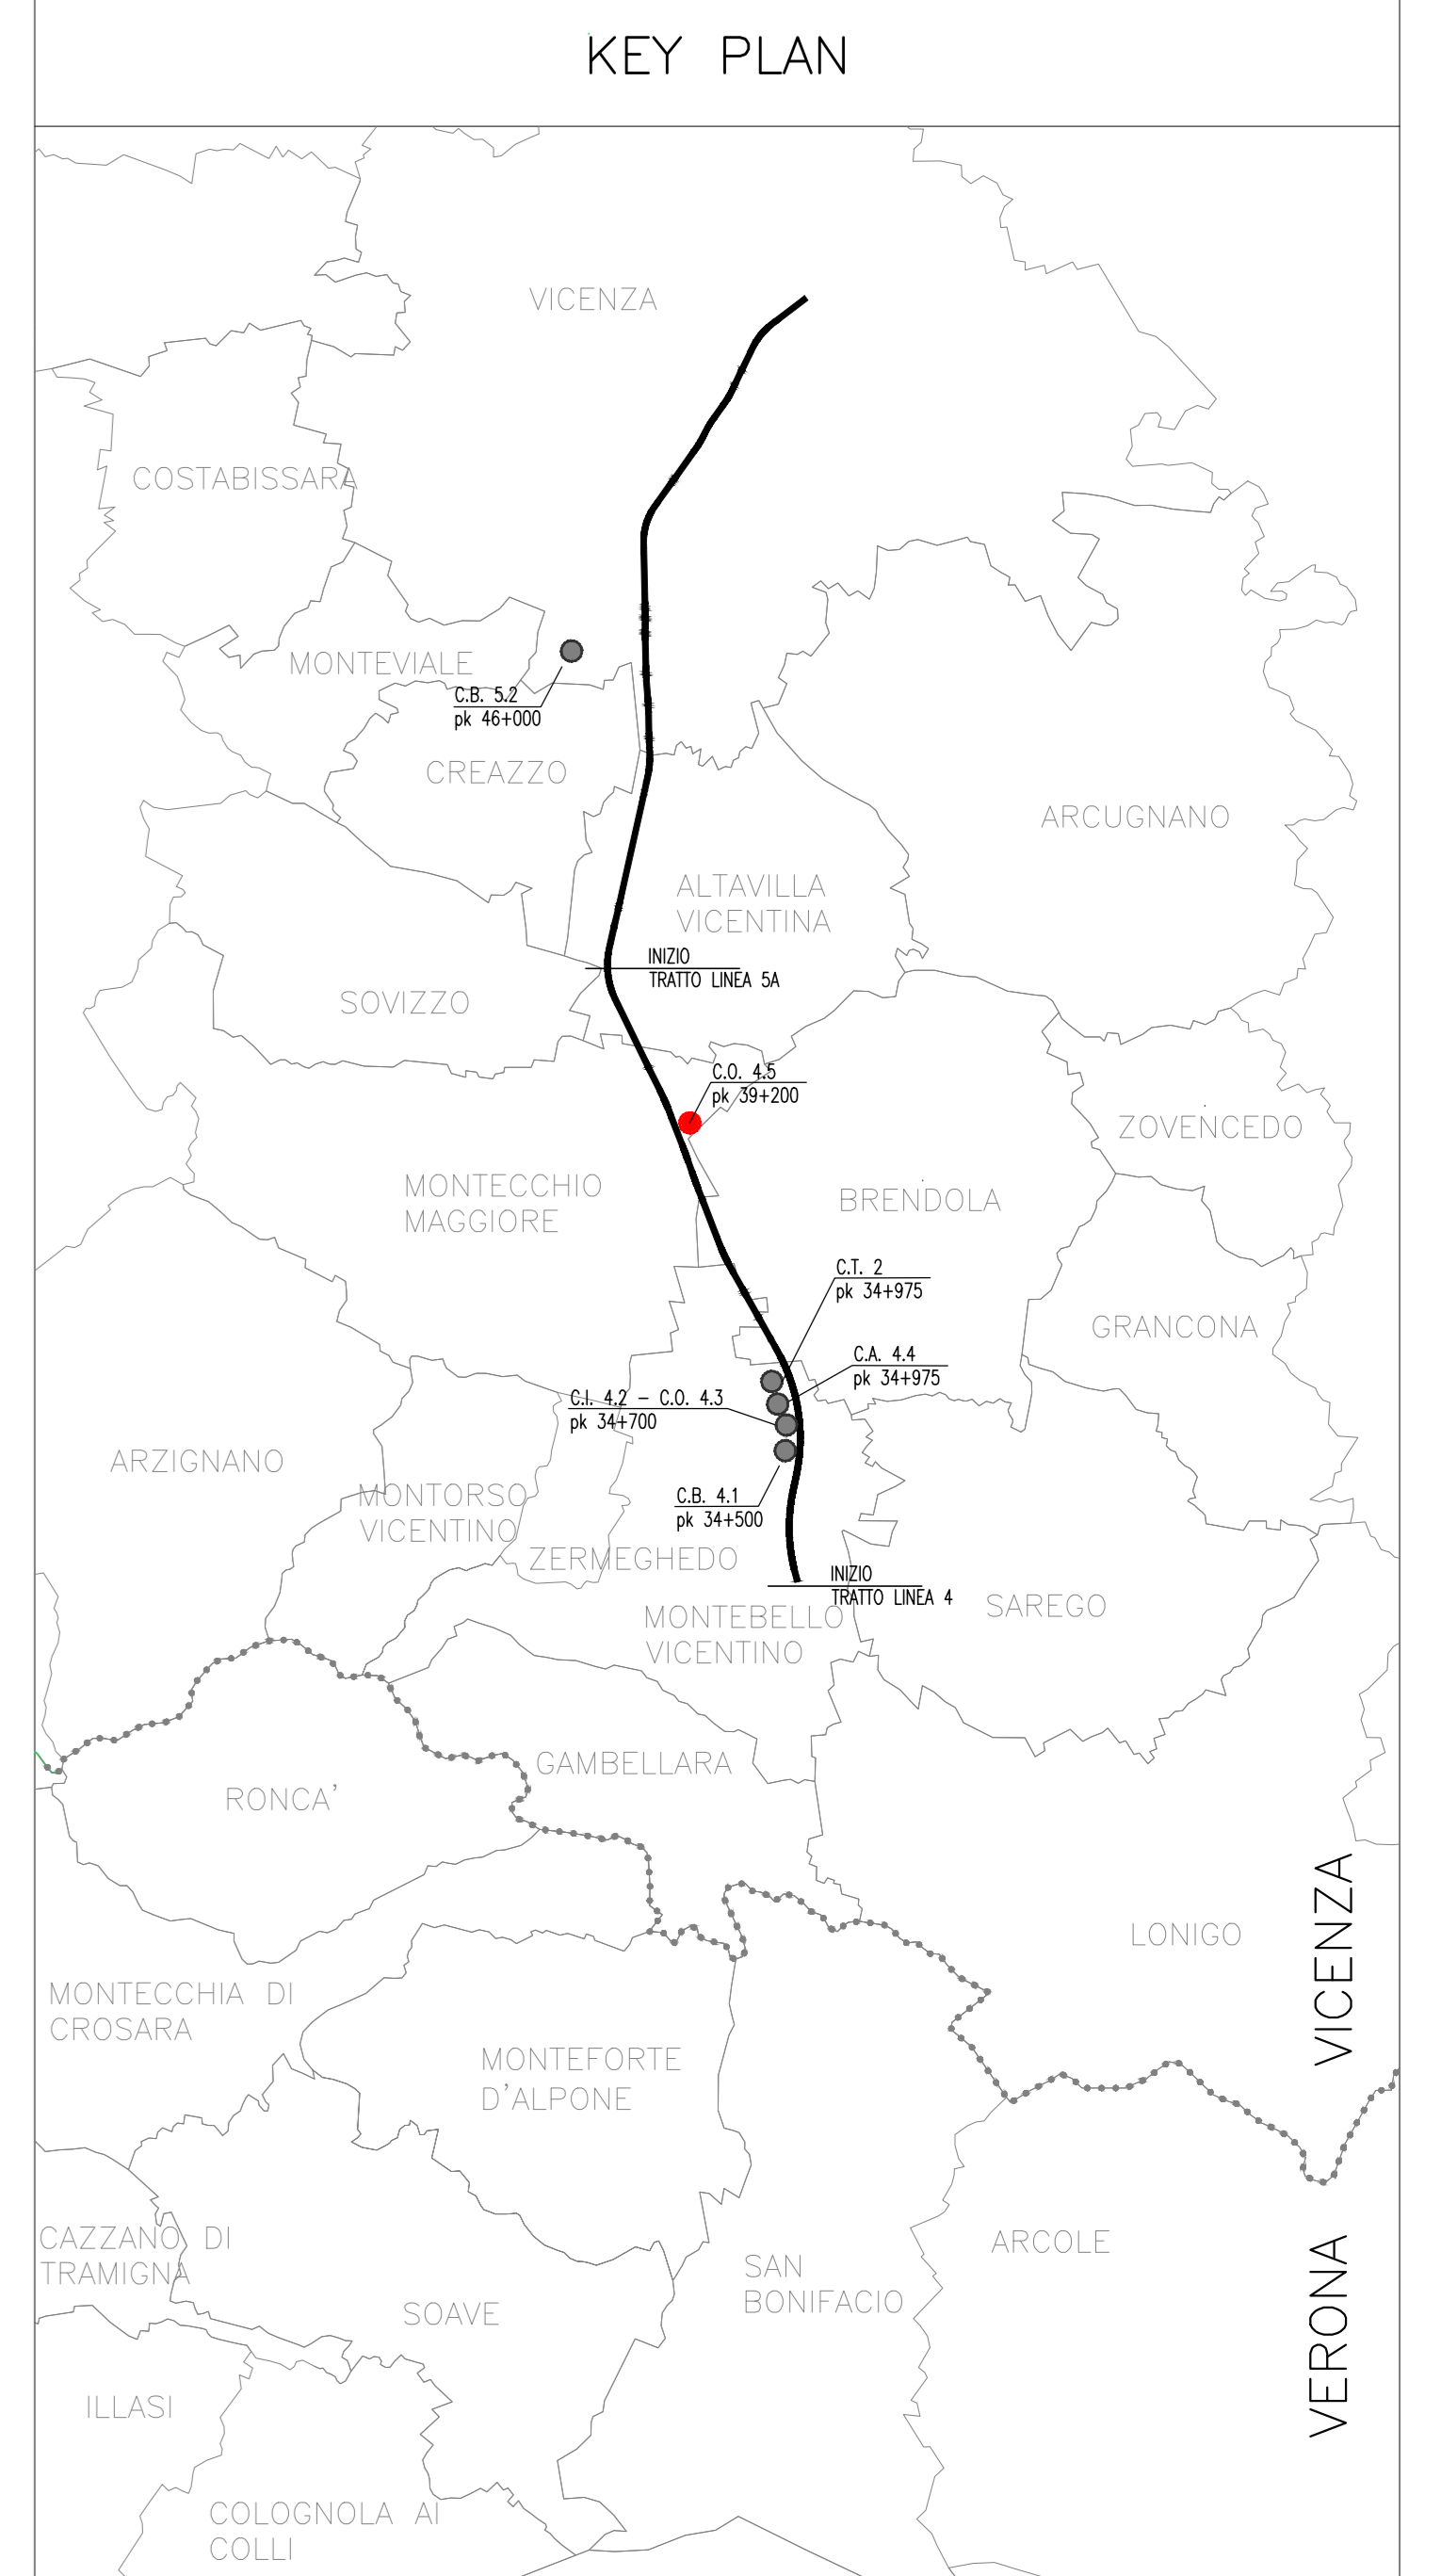 KEY PLAN
VICENZA
COSTABISSARA
MONTEVIALE
C.B. 5.2
pk 46+000
CREAZZO
ARCUGNANO
ALTAVILLA
VICENTINA
INIZIO
TRATTO LINEA 5A
SOVIZZO
C.O. 4.5
pk 39+200
ZOVENCEDO
MONTECCHIO
MAGGIORE
BRENDOLA
C.T. 2
pk 34+975
GRANCONA
C.A. 4.4
pk 34+975
C.I. 4.2 – C.O. 4.3
pk 34+700
ARZIGNANO
MONTORSO
VICENTINO
C.B. 4.1
pk 34+500
ZERMEGHEDO
INIZIO
TRATTO LINEA 4
SAREGO
MONTEBELLO
VICENTINO
GAMBELLARA
RONCA'
LONIGO
VICENZA
MONTECCHIA DI
CROSARA
MONTEFORTE
D'ALPONE
CAZZANO DI
TRAMIGNA
ARCOLE
SAN
BONIFACIO
SOAVE
VERONA
ILLASI
COLOGNOLA AI
COLLI